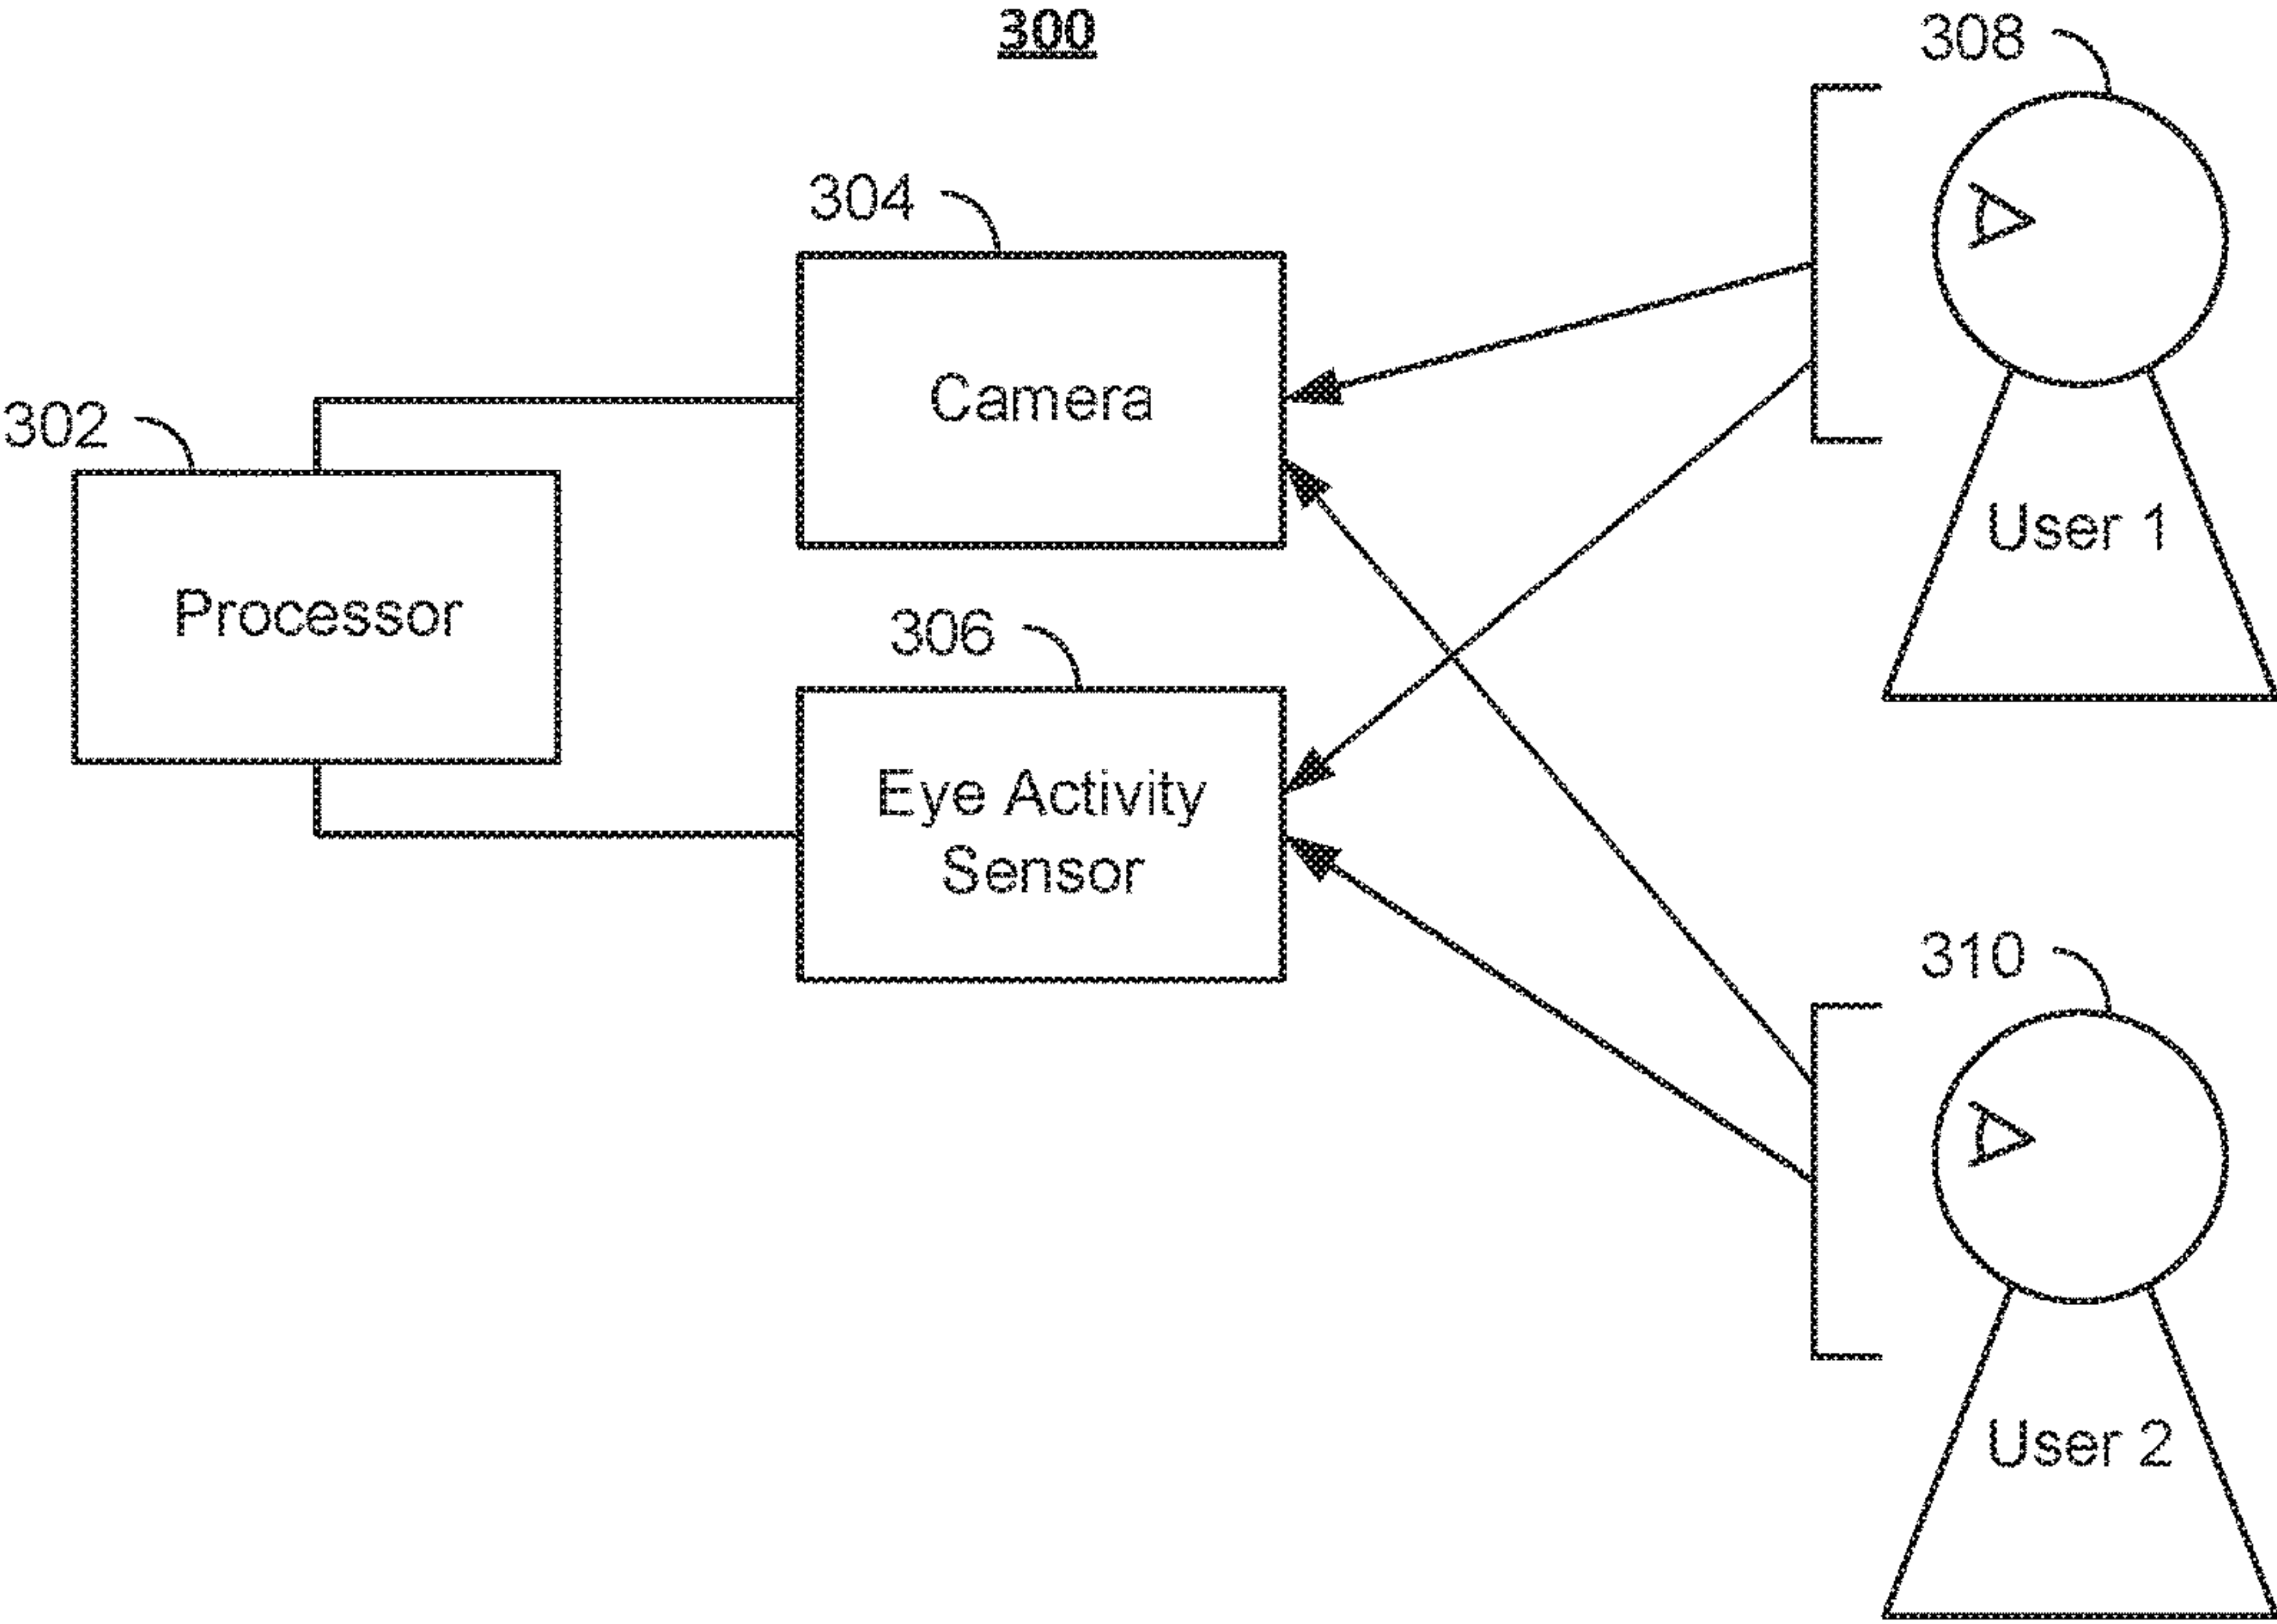 300
308
304
Camera
302
User 1
Processor
306
Eye Activity
Sensor
310
User 2